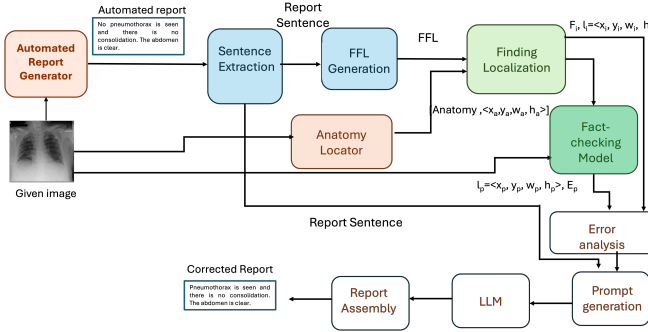 Automated report
No pneumothorax is seen
and there is no
consolidation. The abdomen
is clear.
Automated
Report
Generator
Report
Sentence
Sentence
Extraction
FFL
Generation
FFL
Finding
Localization
Fi, li=<xi, yi, wi, h
[Anatomy ,<xa,ya,wa, ha>]
Anatomy
Locator
Fact-
checking
Model
Given image
lp=<xp, yp, wp, hp>, Ep
Report Sentence
Error
analysis
Corrected Report
Pneumothorax is seen and
there is no consolidation.
The abdomen is clear.
Report
Assembly
LLM
Prompt
generation